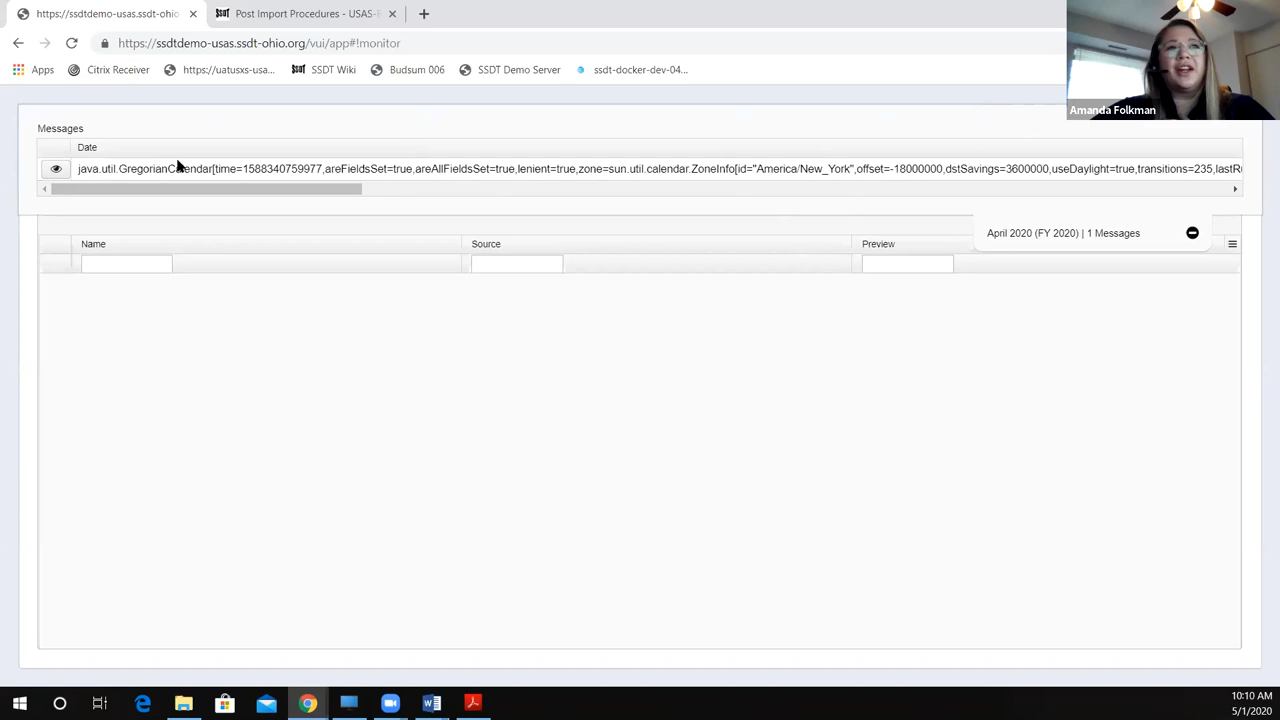 https://ssdtdemo-usas.ssdt-ohio
SSDT Post Import Procedures - USAS-
https://ssdtdemo-usas.ssdt-ohio.org/vui/app#!monitor
Apps Citrix Receiver https://uatusxs-usa... SSDT SSDT Wiki Budsum 006 SSDT Demo Server ssdt-docker-dev-04...
Amanda Folkman
Messages
Date
java.util.GregorianCalendar[time=1588340759977,areFieldsSet=true,areAllFieldsSet=true,lenient=true,zone=sun.util.calendar.ZoneInfo[id="America/New_York",offset=-18000000,dstSavings=3600000,useDaylight=true,transitions=235,lastR
April 2020 (FY 2020) | 1 Messages
Name Source Preview
10:10 AM
5/1/2020